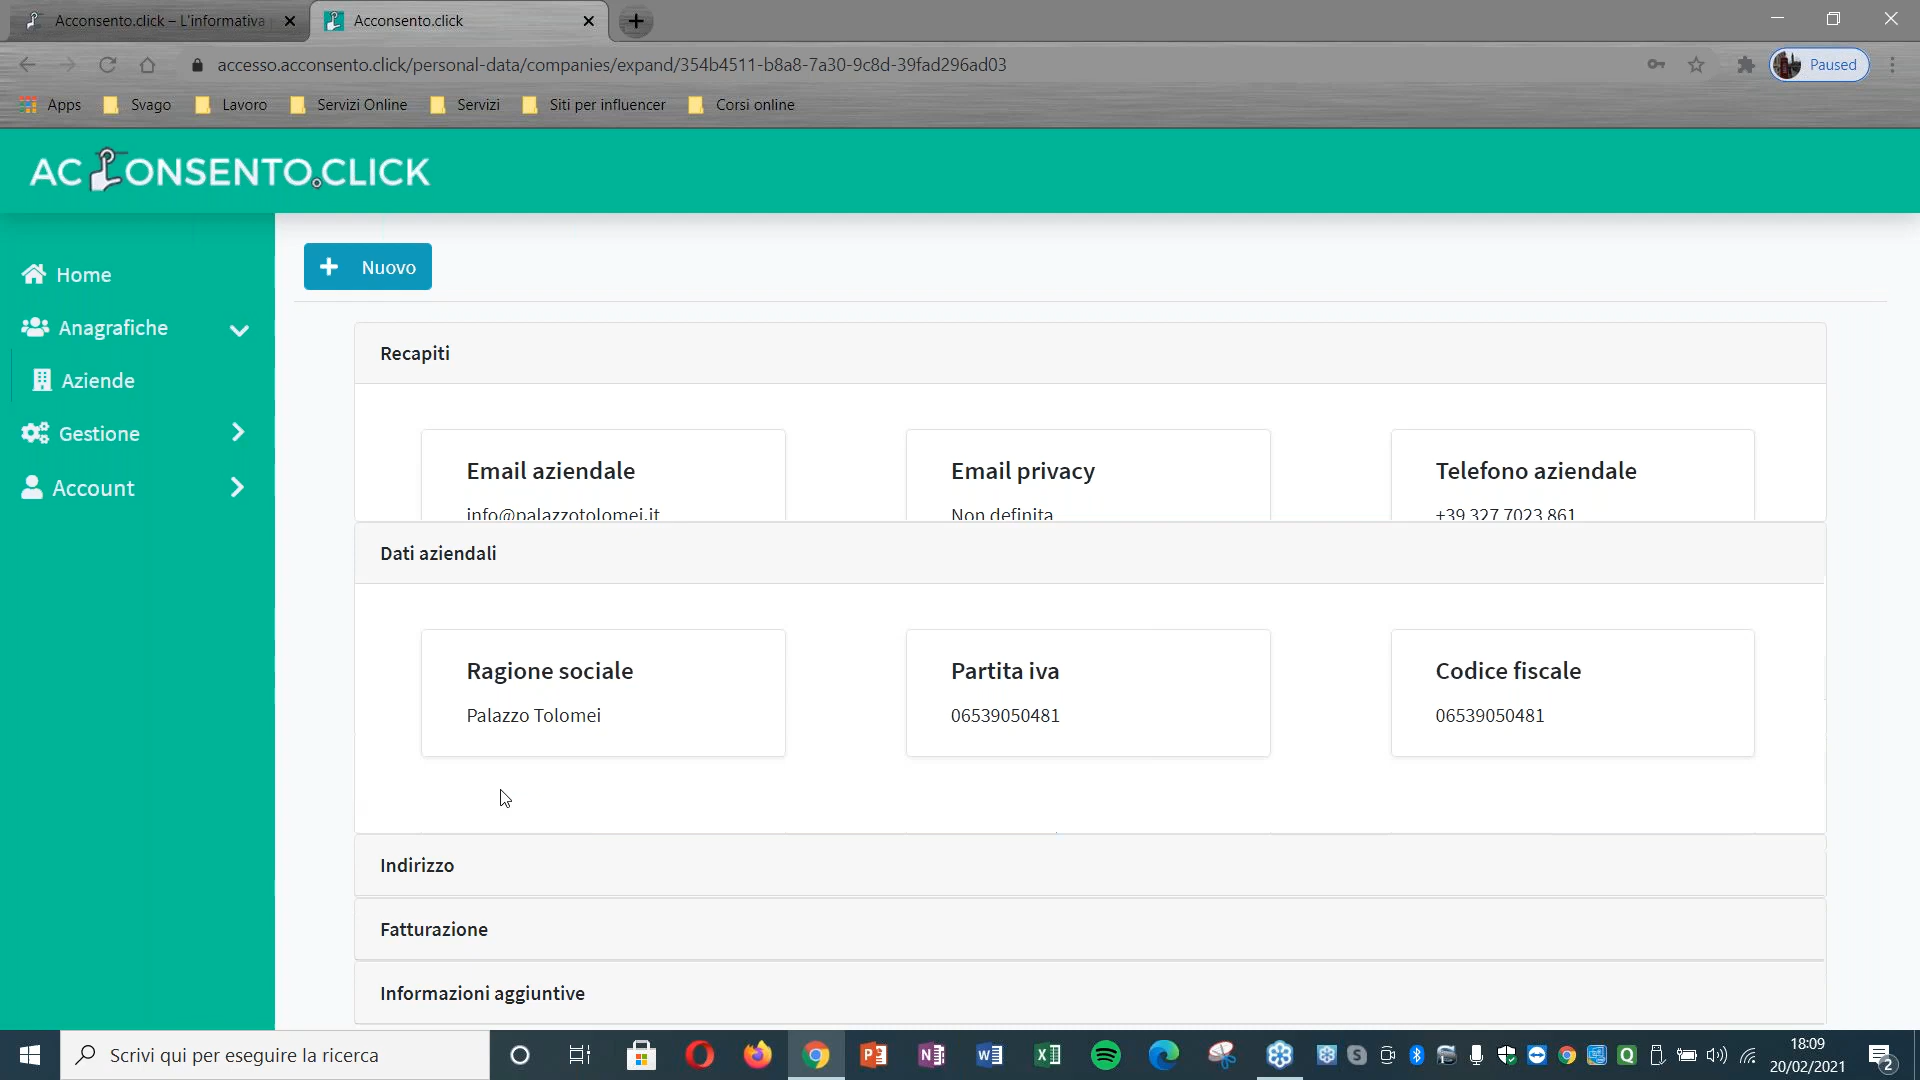 Acconsento.click – L'informativa
Acconsento.click
accesso.acconsento.click/personal-data/companies/expand/354b4511-b8a8-7a30-9c8d-39fad296ad03
Paused
Apps
Svago
Lavoro
Servizi Online
Servizi
Siti per influencer
Corsi online
ACCONSENTO.CLICK
Home
Anagrafiche
Aziende
Gestione
Account
Nuovo
Recapiti
Email aziendale
info@palazzotolomei.it
Email privacy
Non definita
Telefono aziendale
+39 327 7023 861
Dati aziendali
Ragione sociale
Palazzo Tolomei
Partita iva
06539050481
Codice fiscale
06539050481
Indirizzo
Fatturazione
Informazioni aggiuntive
Scrivi qui per eseguire la ricerca
18:09
20/02/2021
2